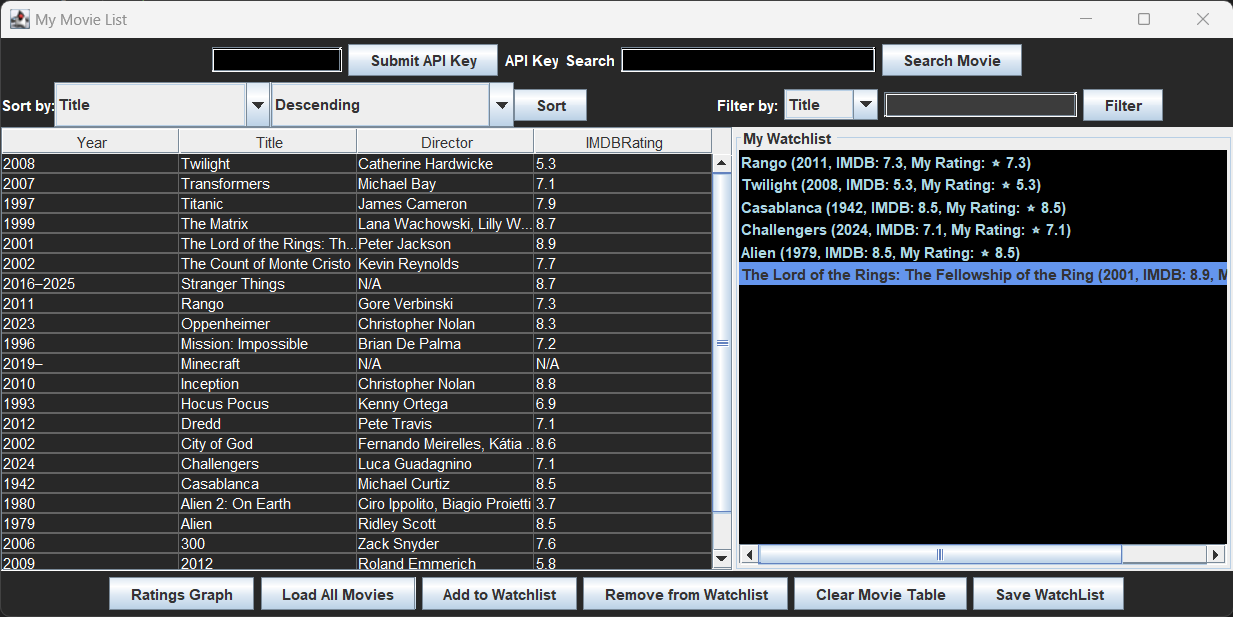 My Movie List
Submit API Key API Key Search Search Movie
Sort by: Title Descending Sort Filter by: Title Filter
Year Title Director IMDBRating
2008 Twilight Catherine Hardwicke 5.3
2007 Transformers Michael Bay 7.1
1997 Titanic James Cameron 7.9
1999 The Matrix Lana Wachowski, Lilly W... 8.7
2001 The Lord of the Rings: Th... Peter Jackson 8.9
2002 The Count of Monte Cristo Kevin Reynolds 7.7
2016–2025 Stranger Things N/A 8.7
2011 Rango Gore Verbinski 7.3
2023 Oppenheimer Christopher Nolan 8.3
1996 Mission: Impossible Brian De Palma 7.2
2019– Minecraft N/A N/A
2010 Inception Christopher Nolan 8.8
1993 Hocus Pocus Kenny Ortega 6.9
2012 Dredd Pete Travis 7.1
2002 City of God Fernando Meirelles, Kátia ... 8.6
2024 Challengers Luca Guadagnino 7.1
1942 Casablanca Michael Curtiz 8.5
1980 Alien 2: On Earth Ciro Ippolito, Biagio Proietti 3.7
1979 Alien Ridley Scott 8.5
2006 300 Zack Snyder 7.6
2009 2012 Roland Emmerich 5.8
My Watchlist
Rango (2011, IMDB: 7.3, My Rating: ★ 7.3)
Twilight (2008, IMDB: 5.3, My Rating: ★ 5.3)
Casablanca (1942, IMDB: 8.5, My Rating: ★ 8.5)
Challengers (2024, IMDB: 7.1, My Rating: ★ 7.1)
Alien (1979, IMDB: 8.5, My Rating: ★ 8.5)
The Lord of the Rings: The Fellowship of the Ring (2001, IMDB: 8.9, M
Ratings Graph Load All Movies Add to Watchlist Remove from Watchlist Clear Movie Table Save WatchList